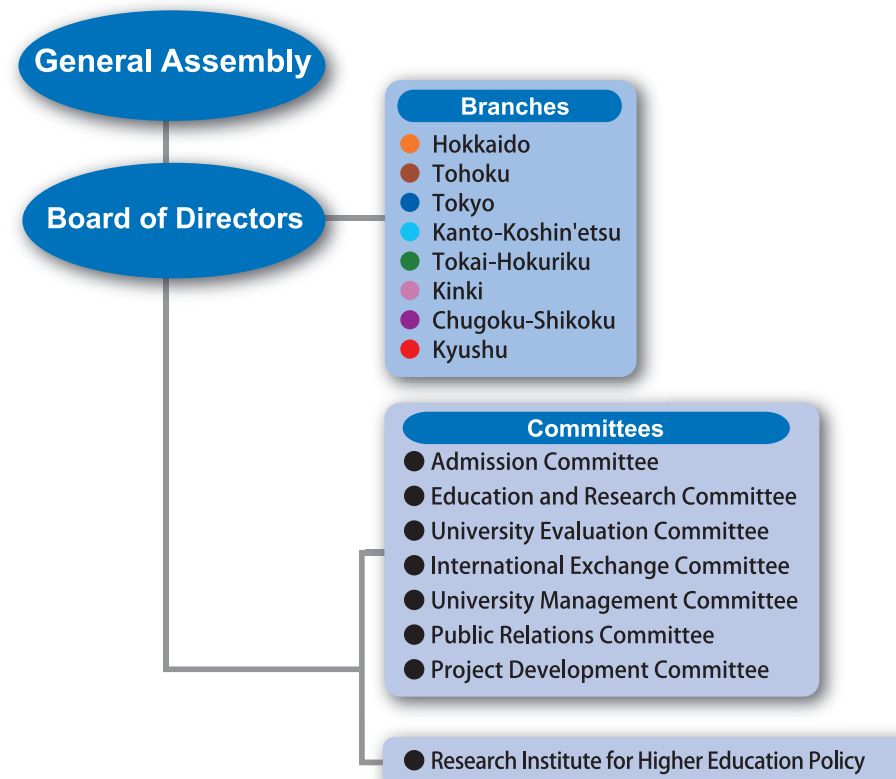 General Assembly
Board of Directors
Branches
Hokkaido
Tohoku
Tokyo
Kanto-Koshin'etsu
Tokai-Hokuriku
Kinki
Chugoku-Shikoku
Kyushu
Committees
Admission Committee
Education and Research Committee
University Evaluation Committee
International Exchange Committee
University Management Committee
Public Relations Committee
Project Development Committee
Research Institute for Higher Education Policy